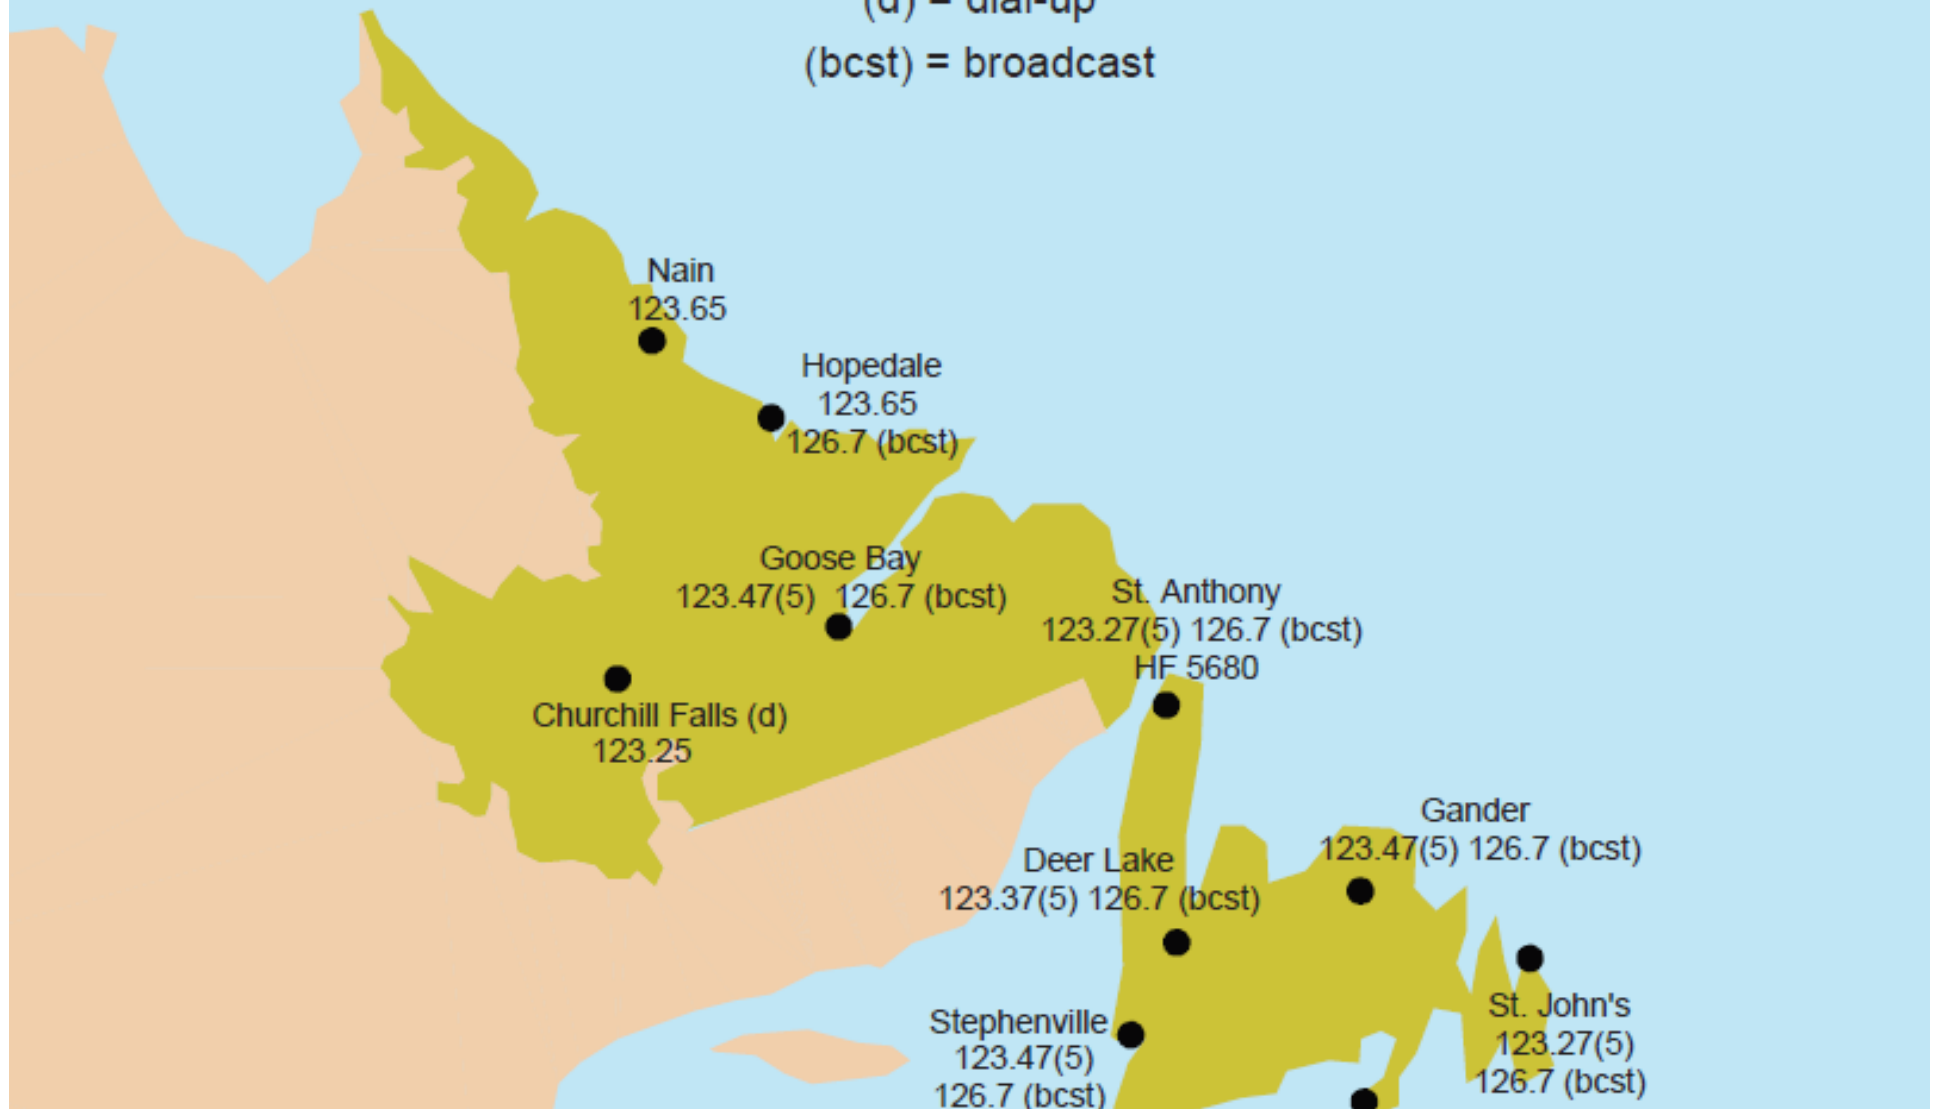 (d) = dial-up
(bcst) = broadcast
Nain
123.65
Hopedale
123.65
126.7 (bcst)
Goose Bay
123.47(5) 126.7 (bcst)
St. Anthony
123.27(5) 126.7 (bcst)
HF 5680
Churchill Falls (d)
123.25
Gander
123.47(5) 126.7 (bcst)
Deer Lake
123.37(5) 126.7 (bcst)
St. John's
123.27(5)
126.7 (bcst)
Stephenville
123.47(5)
126.7 (bcst)